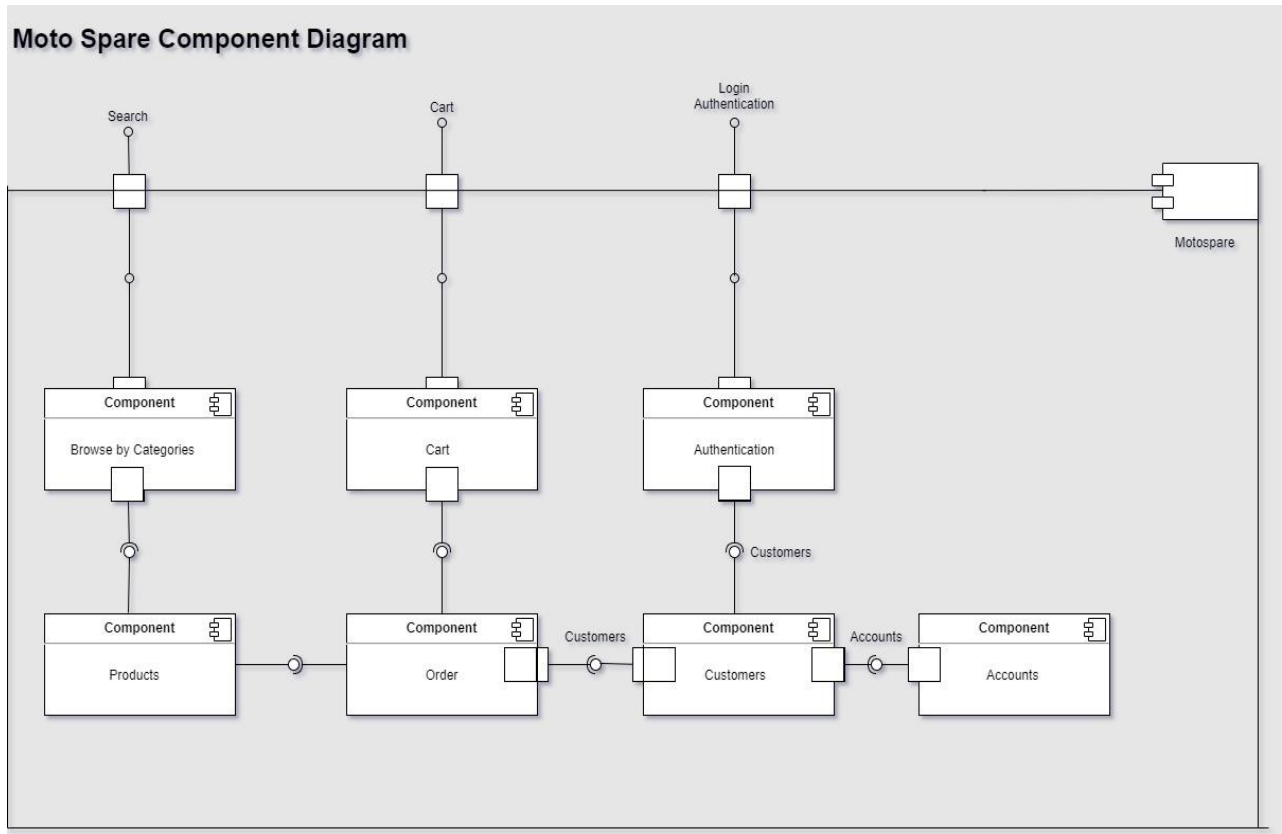 Moto Spare Component Diagram
Search
Cart
Login
Authentication
Motospare
Component
Browse by Categories
Component
Cart
Component
Authentication
Customers
Component
Products
Component
Order
Customers
Component
Customers
Accounts
Component
Accounts